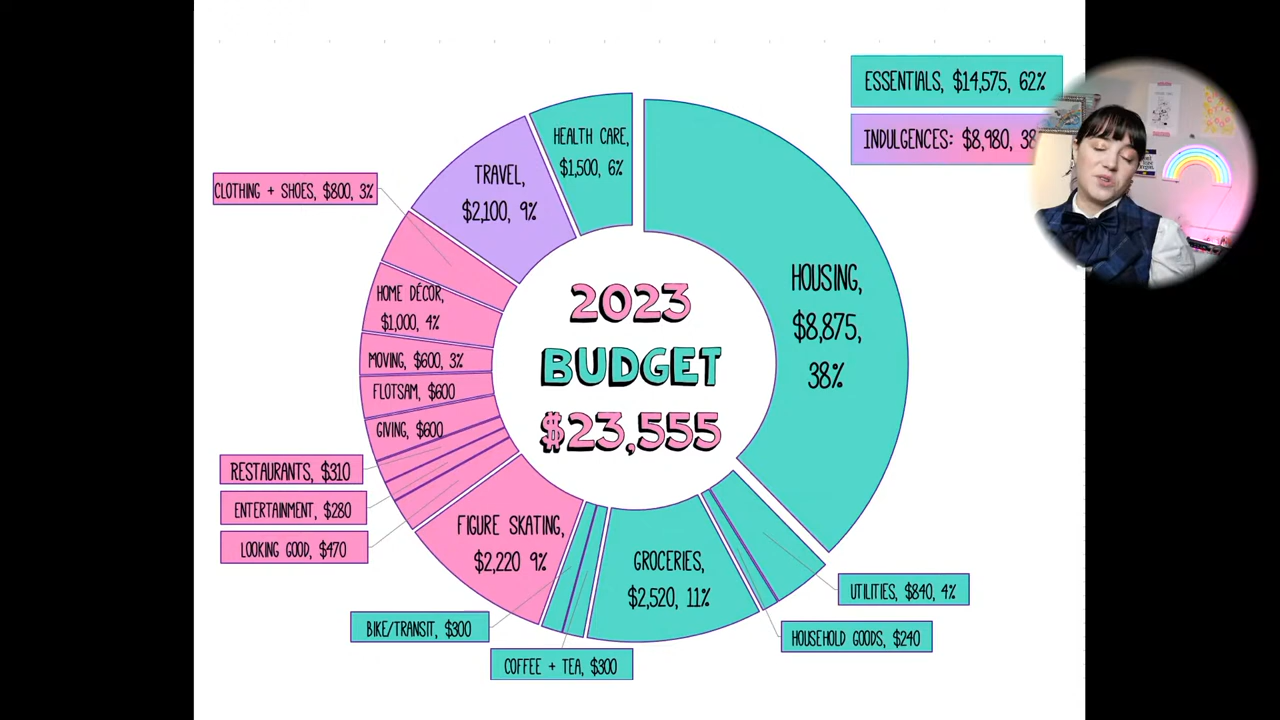 ESSENTIALS, $14,575, 62%
INDULGENCES: $8,980, 38
HEALTH CARE,
$1,500, 6%
TRAVEL,
$2,100, 9%
CLOTHING + SHOES, $800, 3%
HOME DÉCOR,
$1,000, 4%
MOVING, $600, 3%
FLOTSAM, $600
GIVING, $600
RESTAURANTS, $310
ENTERTAINMENT, $280
LOOKING GOOD, $470
FIGURE SKATING,
$2,220 9%
BIKE/TRANSIT, $300
COFFEE + TEA, $300
GROCERIES,
$2,520, 11%
HOUSEHOLD GOODS, $240
UTILITIES, $840, 4%
HOUSING,
$8,875,
38%
2023
BUDGET
$23,555